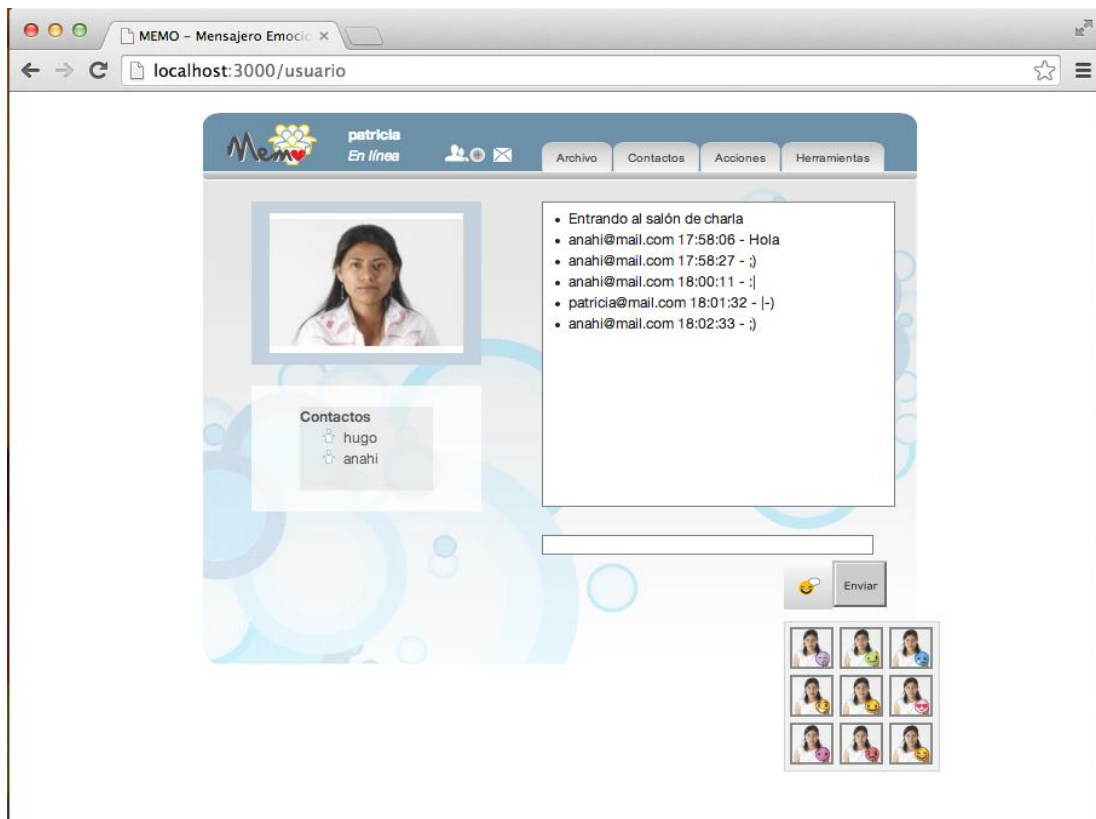 MEMO – Mensajero Emocio
localhost:3000/usuario
Memo
patricia
En línea
Archivo
Contactos
Acciones
Herramientas
Entrando al salón de charla
anahi@mail.com 17:58:06 - Hola
anahi@mail.com 17:58:27 - ;)
anahi@mail.com 18:00:11 - :|
patricia@mail.com 18:01:32 - |-)
anahi@mail.com 18:02:33 - ;)
Contactos
hugo
anahi
Enviar